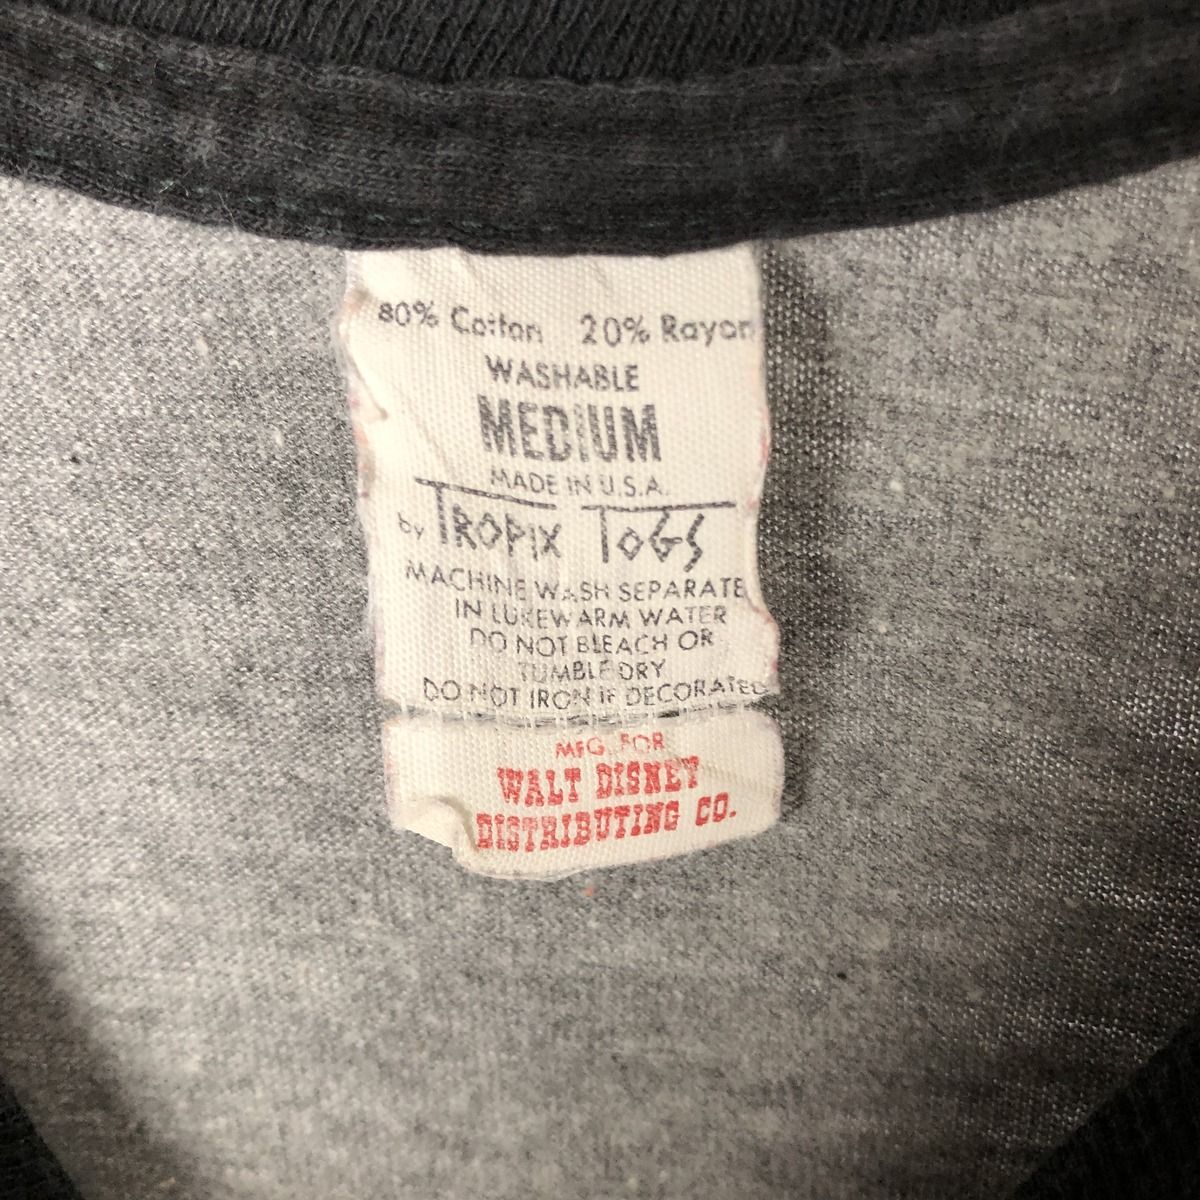 80% Cotton 20% Rayon
WASHABLE
MEDIUM
MADE IN U.S.A.
by TROPIX TOGS
MACHINE WASH SEPARATE
IN LUKEWARM WATER
DO NOT BLEACH OR
TUMBLE DRY
DO NOT IRON IF DECORATED
MFG. FOR
WALT DISNEY
DISTRIBUTING CO.